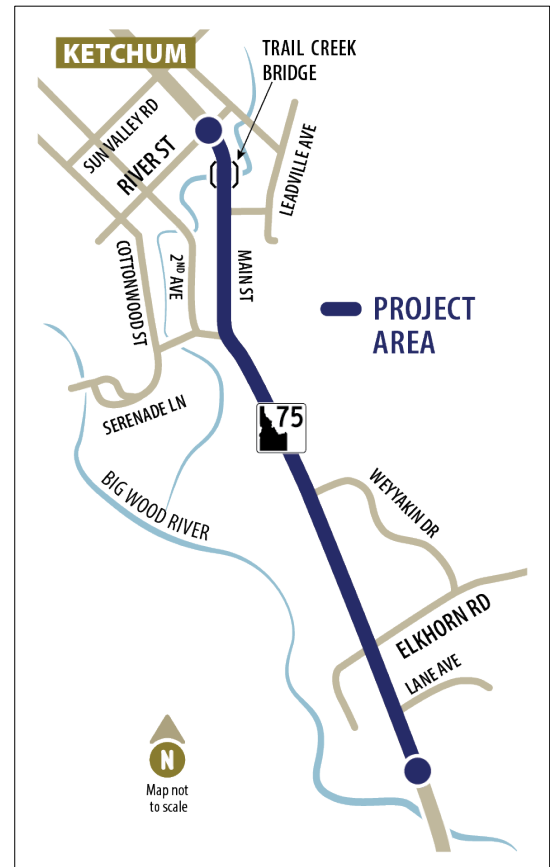 KETCHUM
TRAIL CREEK
BRIDGE
SUN VALLEY RD
RIVER ST
LEADVILLE AVE
COTTONWOOD ST
2ND AVE
MAIN ST
PROJECT
AREA
SERENADE LN
75
BIG WOOD RIVER
WEYYAKIN DR
ELKHORN RD
LANE AVE
N
Map not
to scale